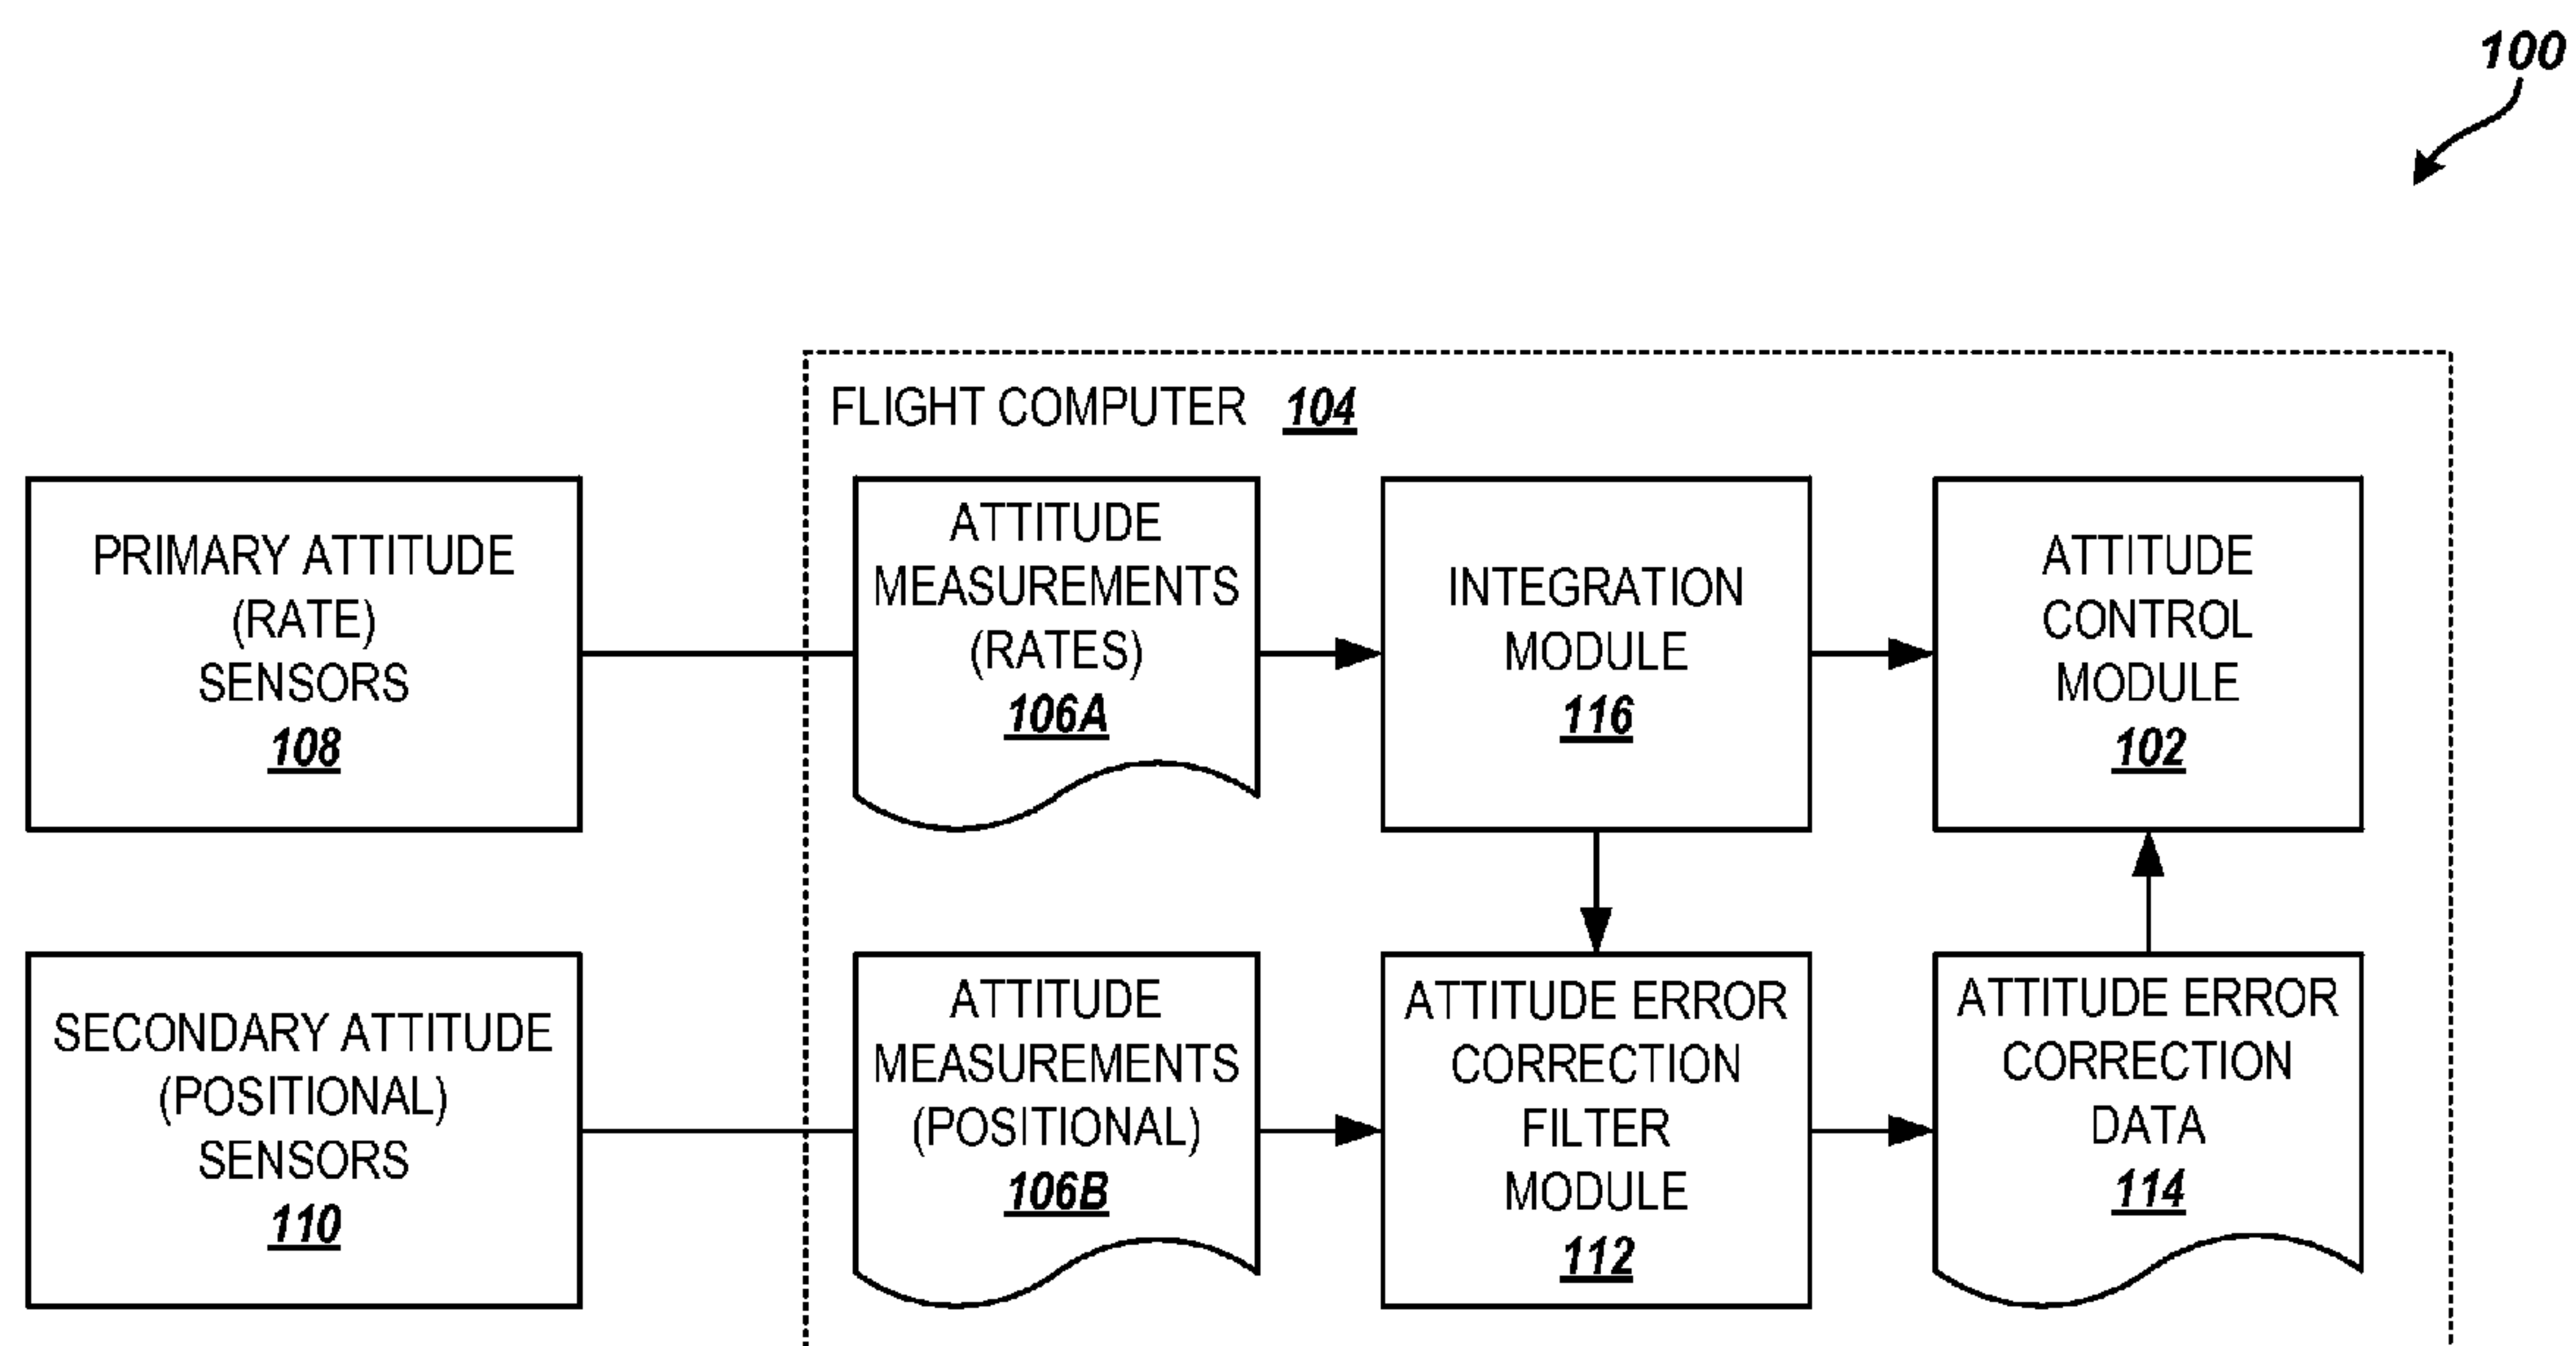 100
FLIGHT COMPUTER 104
PRIMARY ATTITUDE
(RATE)
SENSORS
108
ATTITUDE
MEASUREMENTS
(RATES)
106A
INTEGRATION
MODULE
116
ATTITUDE
CONTROL
MODULE
102
SECONDARY ATTITUDE
(POSITIONAL)
SENSORS
110
ATTITUDE
MEASUREMENTS
(POSITIONAL)
106B
ATTITUDE ERROR
CORRECTION
FILTER
MODULE
112
ATTITUDE ERROR
CORRECTION
DATA
114